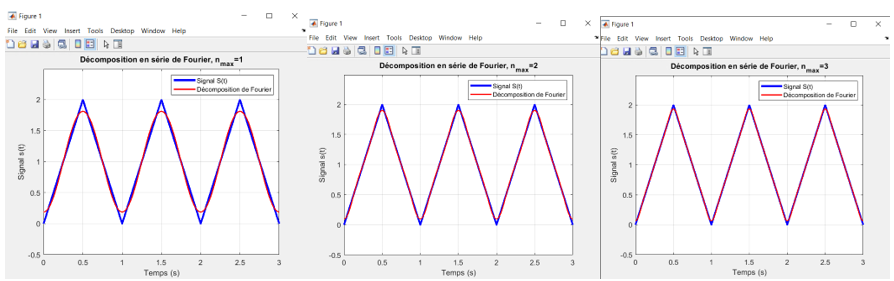 Figure 1
File Edit View Insert Tools Desktop Window Help
Décomposition en série de Fourier, n_max=1
Signal S(t)
Décomposition de Fourier
Signal s(t)
2
1.5
1
0.5
0
-0.5
0 0.5 1 1.5 2 2.5 3
Temps (s)
Figure 1
File Edit View Insert Tools Desktop Window Help
Décomposition en série de Fourier, n_max=2
Signal S(t)
Décomposition de Fourier
Signal s(t)
2
1.5
1
0.5
0
-0.5
0 0.5 1 1.5 2 2.5 3
Temps (s)
Figure 1
File Edit View Insert Tools Desktop Window Help
Décomposition en série de Fourier, n_max=3
Signal S(t)
Décomposition de Fourier
Signal s(t)
2
1.5
1
0.5
0
-0.5
0 0.5 1 1.5 2 2.5 3
Temps (s)